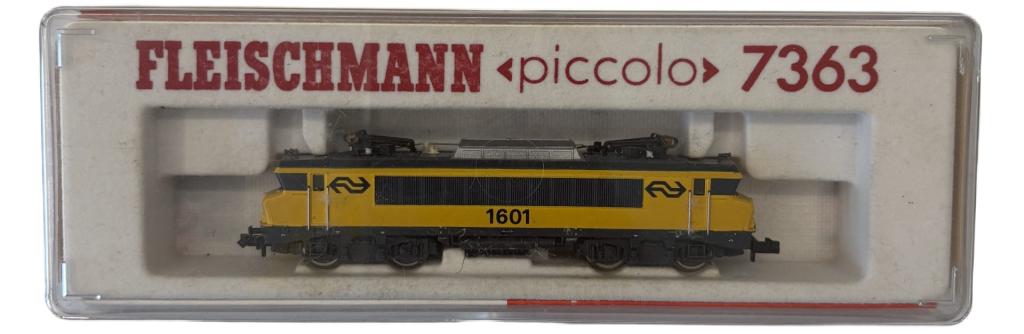 FLEISCHMANN «piccolo» 7363
1601